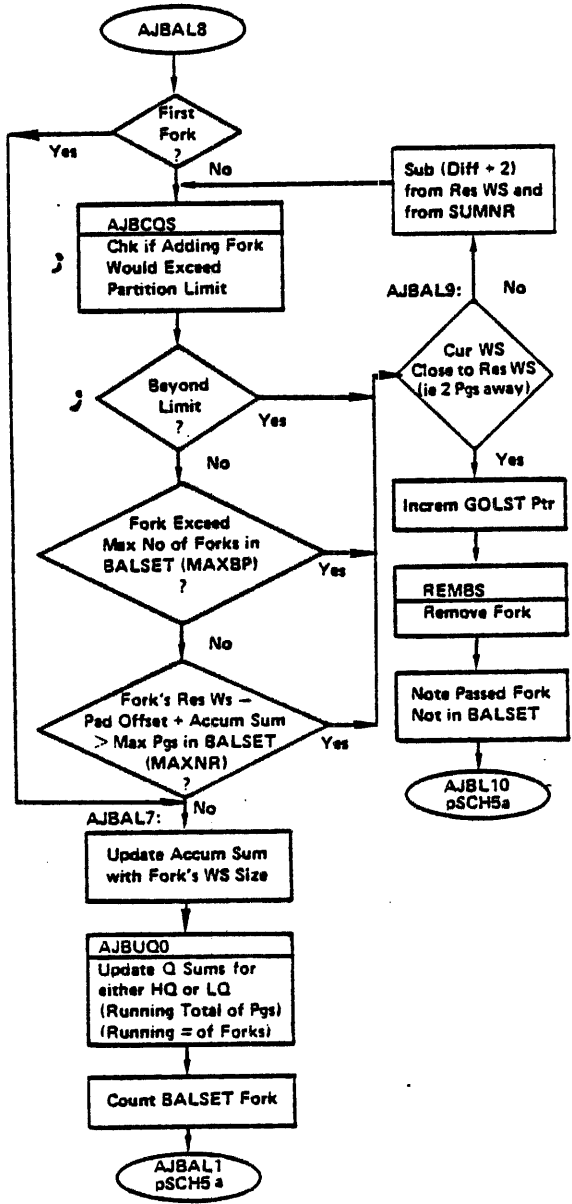 AJBAL8
First
Fork
?
Yes
No
Sub (Diff + 2)
from Res WS and
from SUMNR
AJBCQS
Chk if Adding Fork
Would Exceed
Partition Limit
AJBAL9:
No
Cur WS
Close to Res WS
(ie 2 Pgs away)
Yes
Beyond
Limit
?
Yes
No
Increm GOLST Ptr
Fork Exceed
Max No of Forks in
BALSET (MAXBP)
?
Yes
No
REMBS
Remove Fork
Note Passed Fork
Not in BALSET
AJBL10
pSCH5a
Fork's Res Ws –
Pad Offset + Accum Sum
> Max Pgs in BALSET
(MAXNR)
?
Yes
No
AJBAL7:
Update Accum Sum
with Fork's WS Size
AJBUQ0
Update Q Sums for
either HQ or LQ
(Running Total of Pgs)
(Running = of Forks)
Count BALSET Fork
AJBAL1
pSCH5a